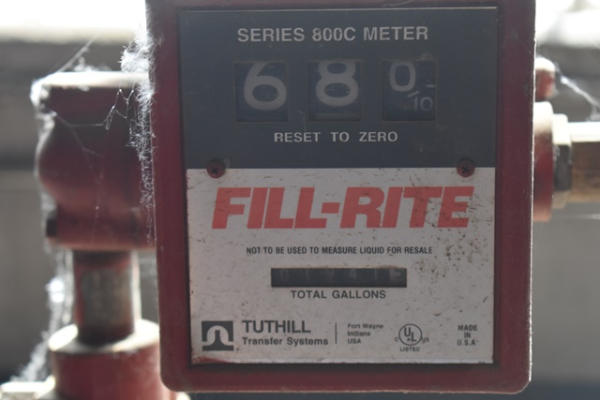 SERIES 800C METER
6 8 0
/10
RESET TO ZERO
FILL-RITE
NOT TO BE USED TO MEASURE LIQUID FOR RESALE
TOTAL GALLONS
TUTHILL
Transfer Systems
Fort Wayne
Indiana
USA
UL
LISTED
MADE
IN
U.S.A